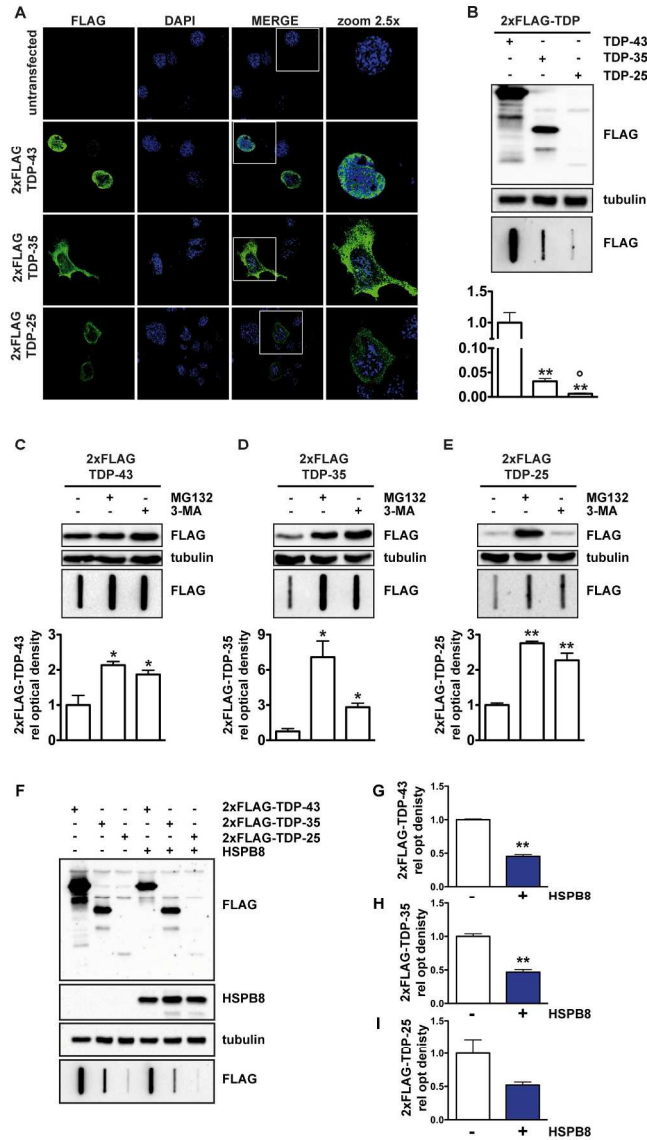 A
FLAG DAPI MERGE zoom 2.5x
untransfected
2xFLAG
TDP-43
2xFLAG
TDP-35
2xFLAG
TDP-25
B
2xFLAG-TDP
+ - - TDP-43
- + - TDP-35
- - + TDP-25
FLAG
tubulin
FLAG
1.5
1.0
0.5
0.10
0.05
0.00
**
°
**
C
2xFLAG
TDP-43
- + - MG132
- - + 3-MA
FLAG
tubulin
FLAG
2xFLAG-TDP-43
rel optical density
3
2
1
0
* *
D
2xFLAG
TDP-35
- + - MG132
- - + 3-MA
FLAG
tubulin
FLAG
2xFLAG-TDP-35
rel optical density
9
6
3
0
* *
E
2xFLAG
TDP-25
- + - MG132
- - + 3-MA
FLAG
tubulin
FLAG
2xFLAG-TDP-25
rel optical density
3
2
1
0
** **
F
+ - - + - - 2xFLAG-TDP-43
- + - - + - 2xFLAG-TDP-35
- - + - - + 2xFLAG-TDP-25
- - - + + + HSPB8
FLAG
HSPB8
tubulin
FLAG
G
2xFLAG-TDP-43
rel opt denisty
1.5
1.0
0.5
0.0
**
- + HSPB8
H
2xFLAG-TDP-35
rel opt denisty
1.5
1.0
0.5
0.0
**
- + HSPB8
I
2xFLAG-TDP-25
rel opt denisty
1.5
1.0
0.5
0.0
- + HSPB8